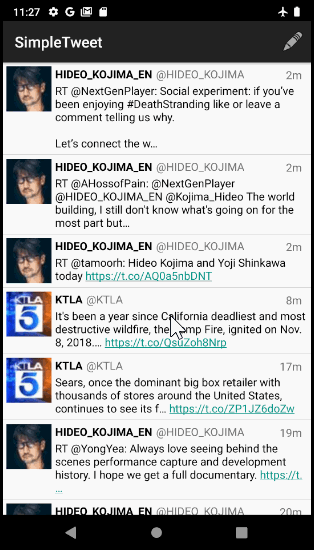 11:27
SimpleTweet
HIDEO_KOJIMA_EN @HIDEO_KOJIMA 2m
RT @NextGenPlayer: Social experiment: if you've
been enjoying #DeathStranding like or leave a
comment telling us why.
Let's connect the w...
HIDEO_KOJIMA_EN @HIDEO_KOJIMA 2m
RT @AHossofPain: @NextGenPlayer
@HIDEO_KOJIMA_EN @Kojima_Hideo The world
building, I still don't know what's going on for the
most part but...
HIDEO_KOJIMA_EN @HIDEO_KOJIMA 2m
RT @tamoorh: Hideo Kojima and Yoji Shinkawa
today https://t.co/AQ0a5nbDNT
KTLA
5
KTLA @KTLA 8m
It's been a year since California deadliest and most
destructive wildfire, the Camp Fire, ignited on Nov.
8, 2018.... https://t.co/QsuZoh8Nrp
KTLA
5
KTLA @KTLA 17m
Sears, once the dominant big box retailer with
thousands of stores around the United States,
continues to see its f... https://t.co/ZP1JZ6doZw
HIDEO_KOJIMA_EN @HIDEO_KOJIMA 19m
RT @YongYea: Always love seeing behind the
scenes performance capture and development
history. I hope we get a full documentary. https://t.
...
HIDEO_KOJIMA_EN @HIDEO_KOJIMA 20m